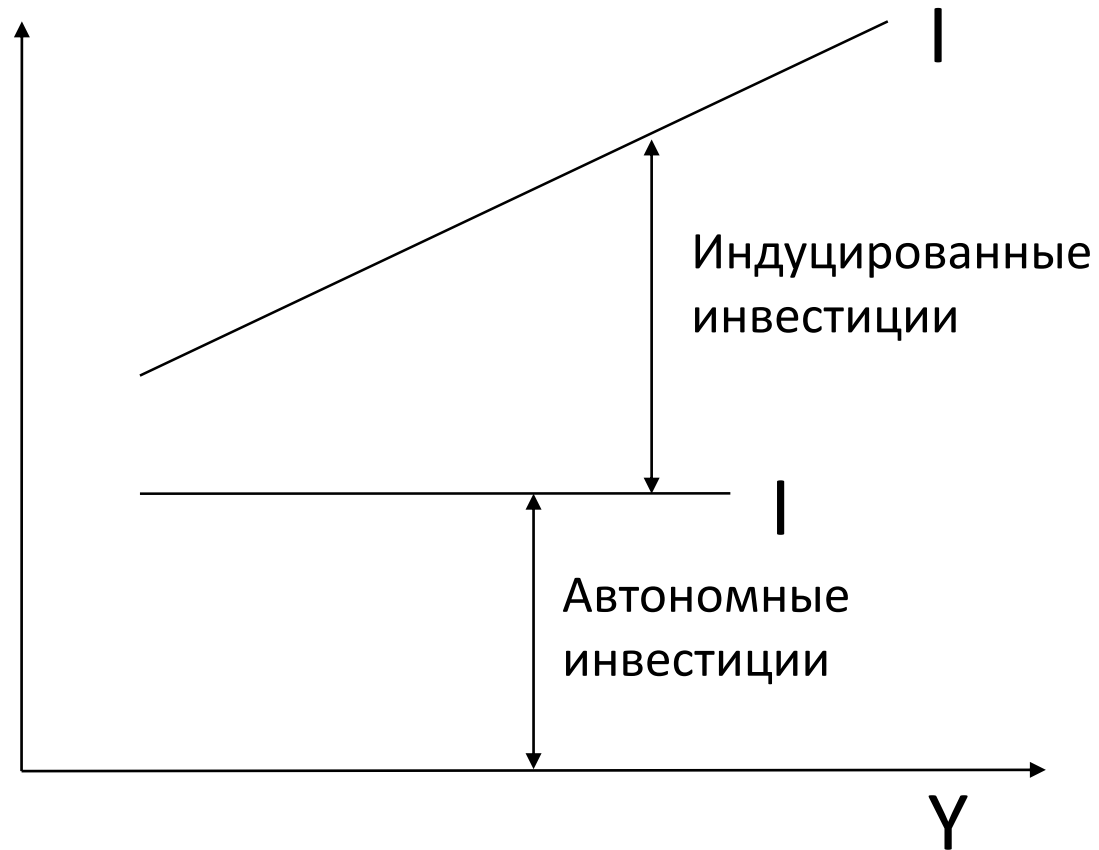 I
Индуцированные
инвестиции
I
Автономные
инвестиции
Y